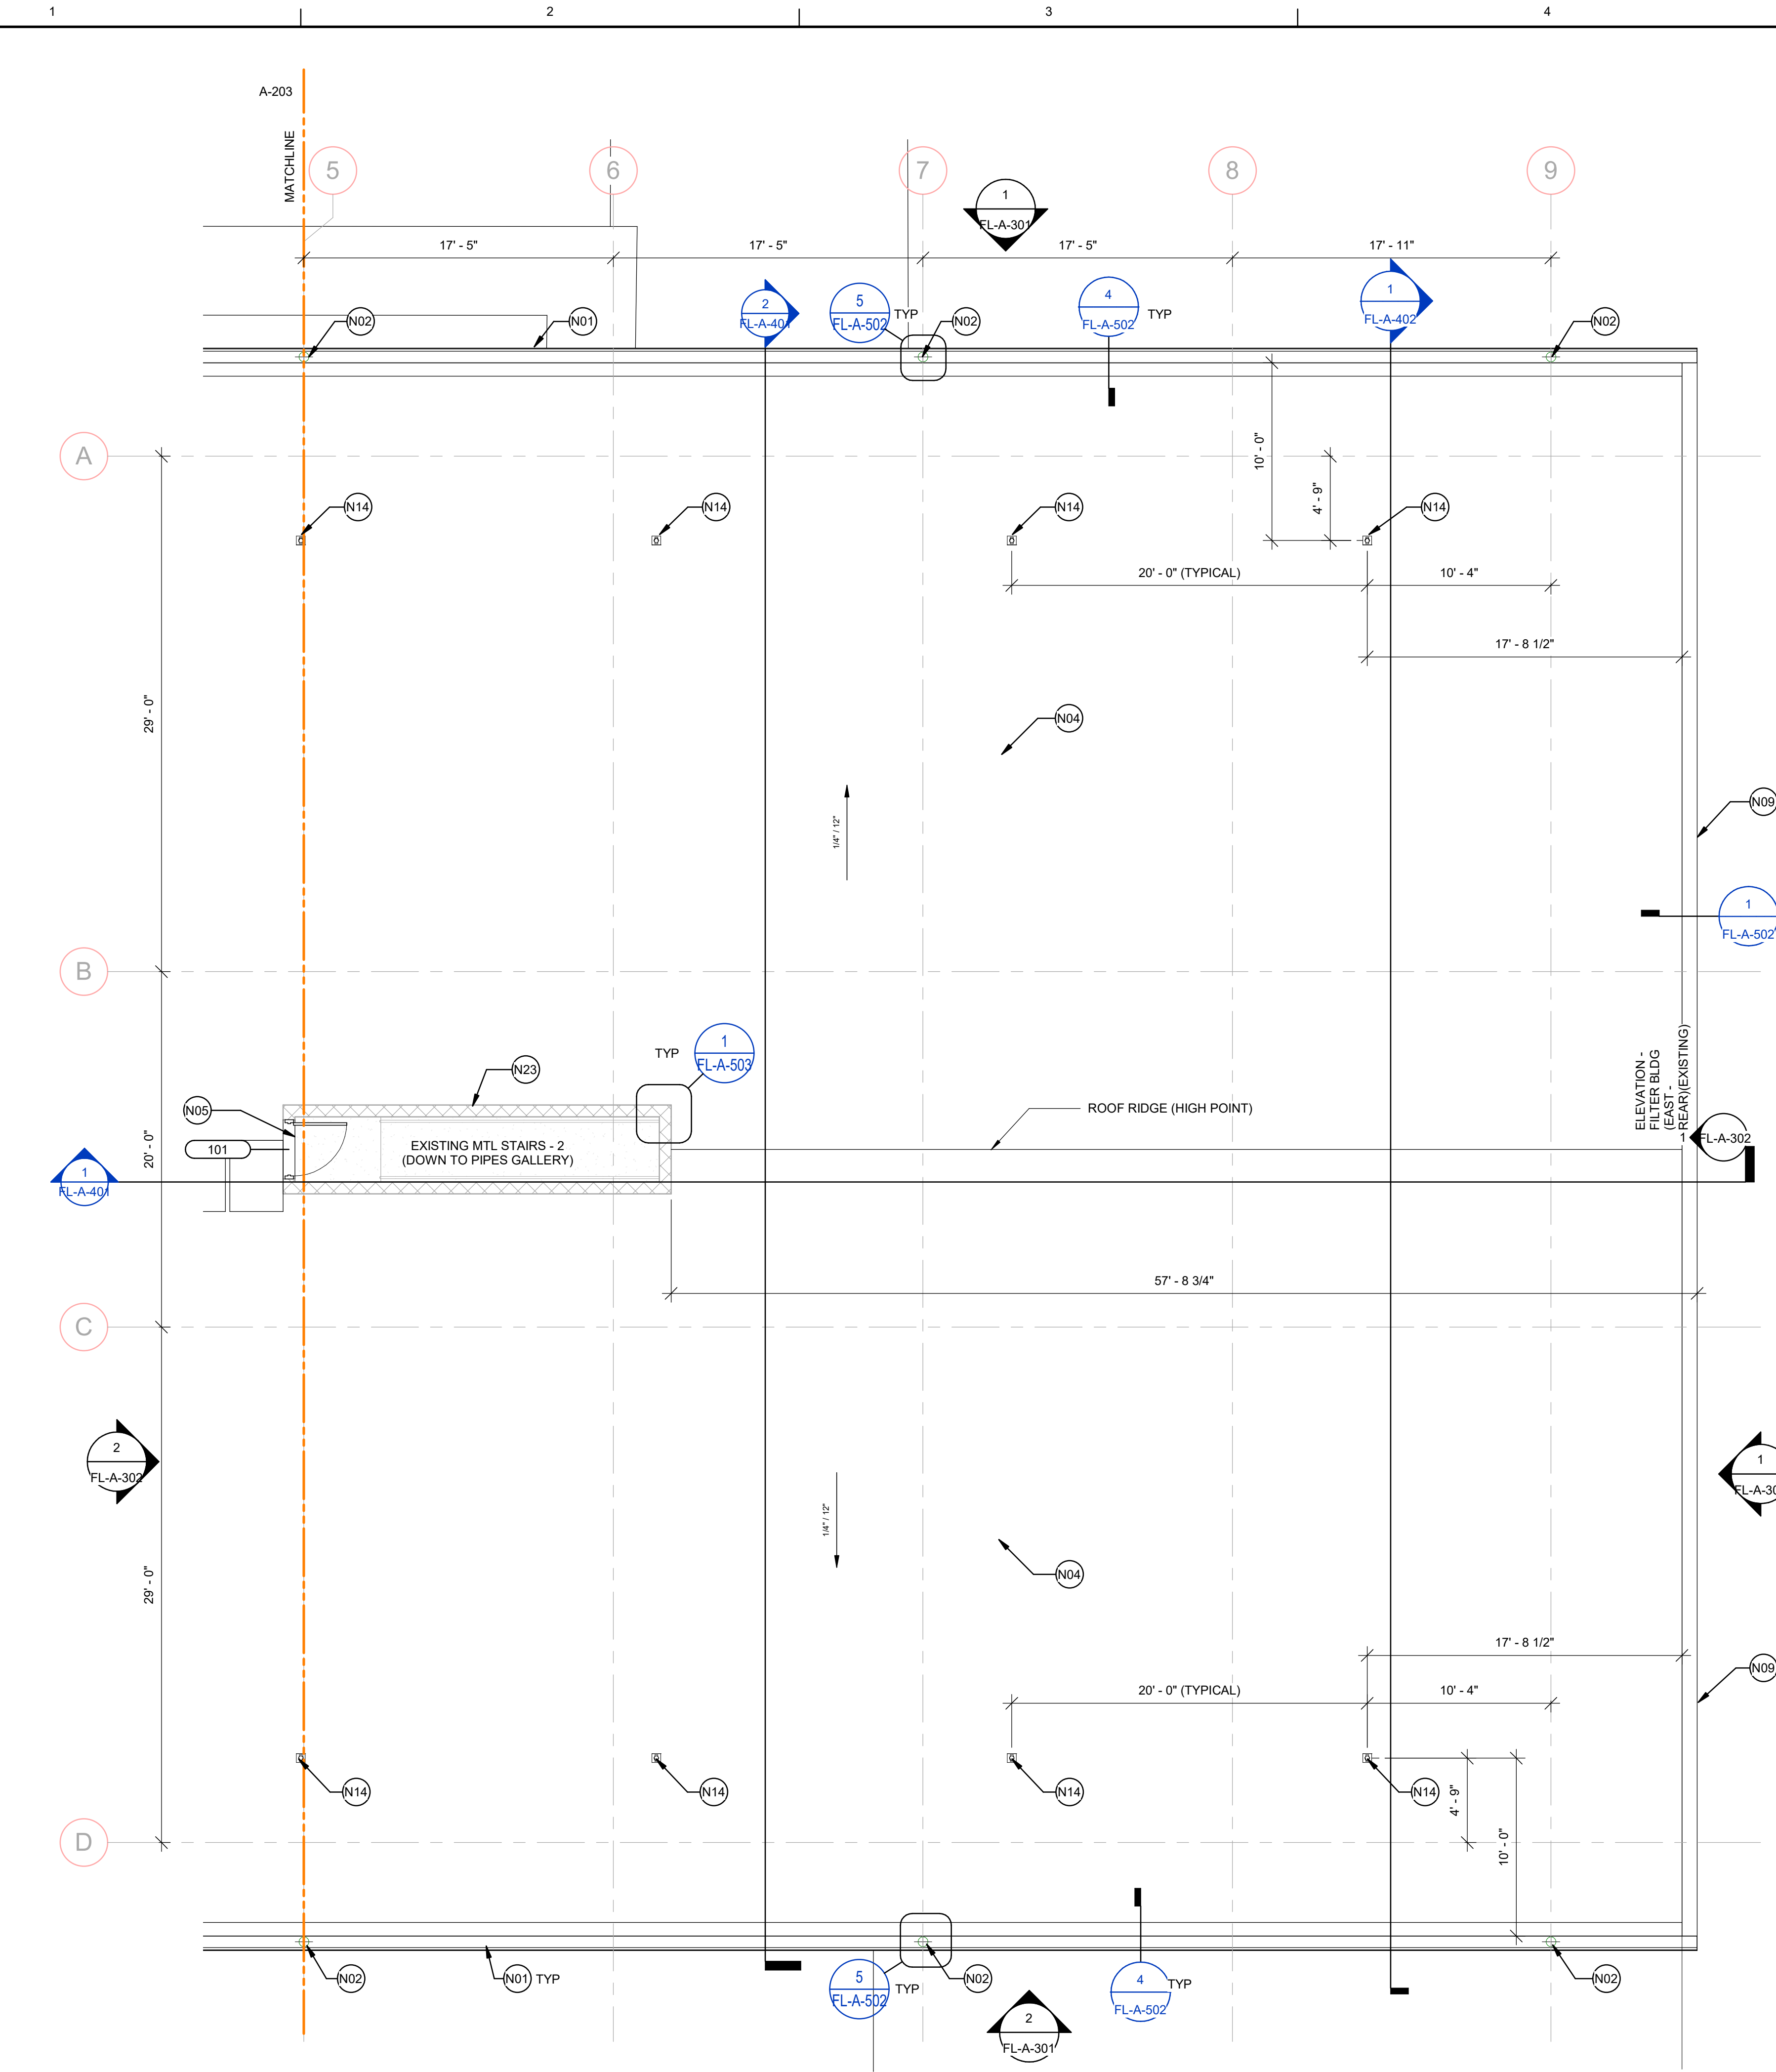 1 2 3 4
A-203
MATCHLINE
5 6 7 8 9
1
FL-A-301
17' - 5" 17' - 5" 17' - 5" 17' - 11"
2
FL-A-401
5
FL-A-502
TYP
4
FL-A-502
TYP
1
FL-A-402
N02 N01 N02 N02
A
10' - 0"
4' - 9"
N14 N14 N14 N14
20' - 0" (TYPICAL) 10' - 4"
17' - 8 1/2"
29' - 0"
N04
N09
1/4" / 12"
1
FL-A-502
B
ELEVATION -
FILTER BLDG
(EAST -
REAR)(EXISTING)
1
FL-A-302
TYP
1
FL-A-503
N23
N05
ROOF RIDGE (HIGH POINT)
101
EXISTING MTL STAIRS - 2
(DOWN TO PIPES GALLERY)
20' - 0"
1
FL-A-401
57' - 8 3/4"
C
2
FL-A-302
1
1/4" / 12"
29' - 0"
N04
17' - 8 1/2"
N09
20' - 0" (TYPICAL) 10' - 4"
N14 N14 N14 N14
4' - 9"
10' - 0"
D
N02 N01 TYP
5
FL-A-502
TYP
N02
4
FL-A-502
TYP
N02
2
FL-A-301